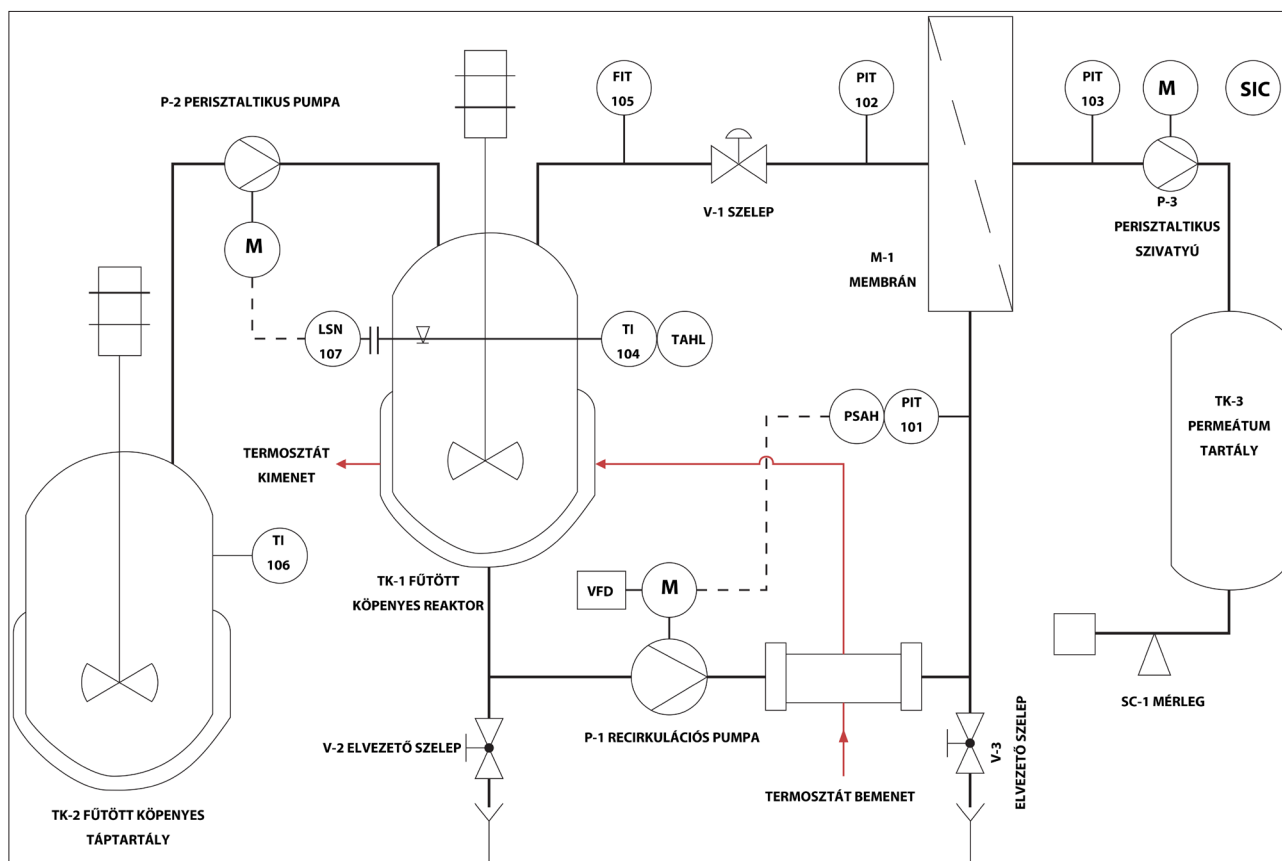 P-2 PERISZTALTIKUS PUMPA
FIT
105
PIT
102
PIT
103
M
SIC
V-1 SZELEP
P-3
PERISZTALTIKUS
SZIVATYÚ
M
M-1
MEMBRÁN
LSN
107
TI
104
TAHL
PSAH
PIT
101
TK-3
PERMEÁTUM
TARTÁLY
TERMOSZTÁT
KIMENET
TI
106
TK-1 FŰTÖTT
KÖPENYES REAKTOR
VFD
M
SC-1 MÉRLEG
V-2 ELVEZETŐ SZELEP
P-1 RECIRKULÁCIÓS PUMPA
V-3
ELVEZETŐ SZELEP
TERMOSZTÁT BEMENET
TK-2 FŰTÖTT KÖPENYES
TÁPTARTÁLY